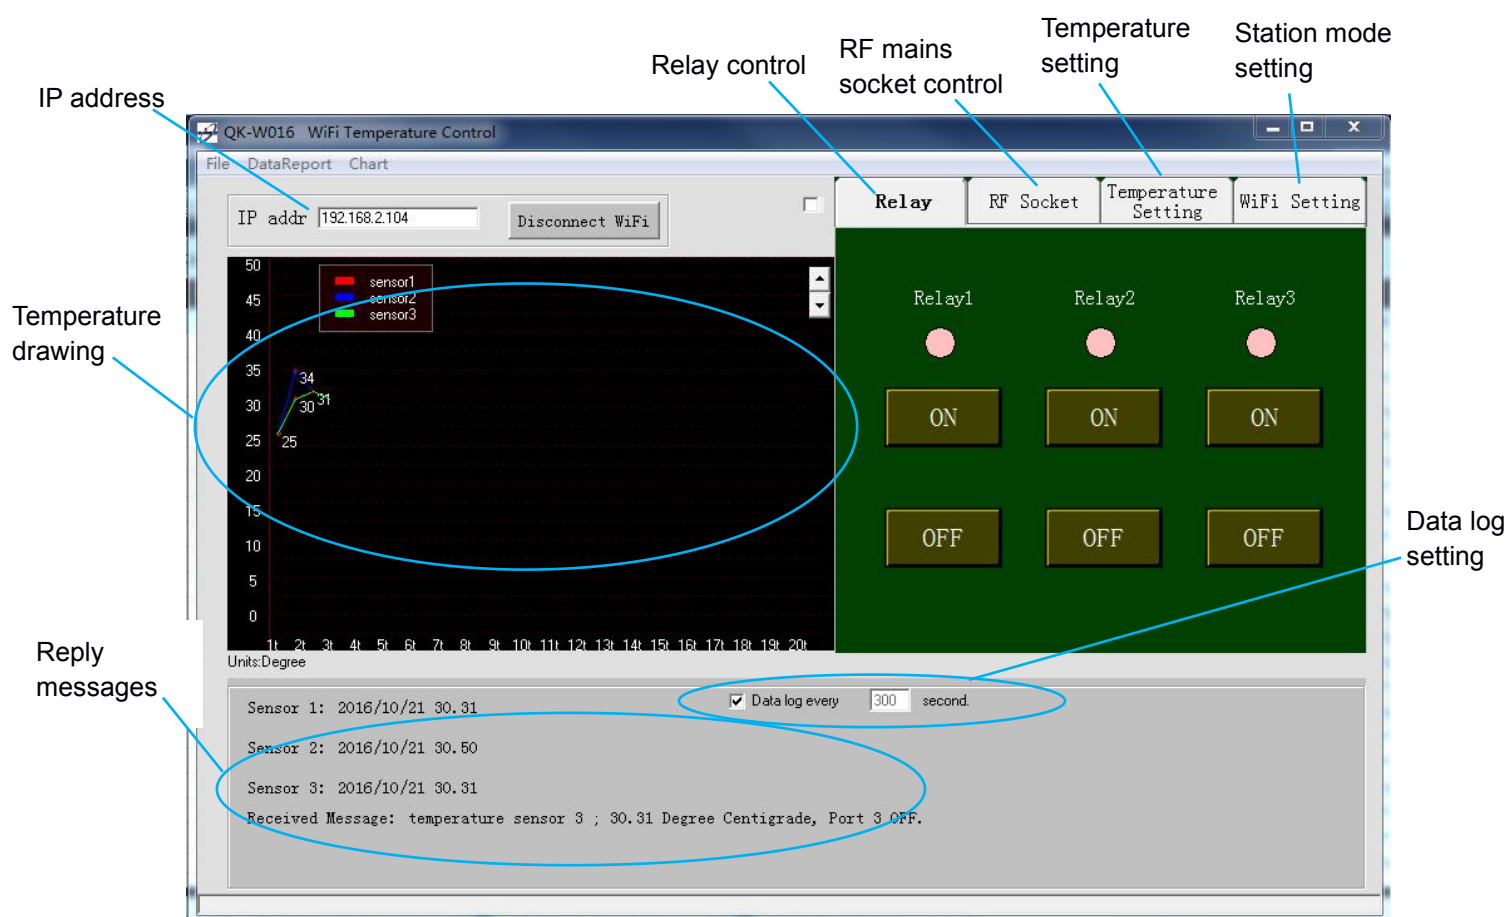 Temperature
setting
Station mode
setting
RF mains
socket control
Relay control
IP address
QK-W016 WiFi Temperature Control
File DataReport Chart
IP addr 192.168.2.104 Disconnect WiFi
Relay RF Socket Temperature Setting WiFi Setting
50
45
40
35
30
25
20
15
10
5
0
sensor1
sensor2
sensor3
34
30
31
25
1t 2t 3t 4t 5t 6t 7t 8t 9t 10t 11t 12t 13t 14t 15t 16t 17t 18t 19t 20t
Units:Degree
Relay1 Relay2 Relay3
ON ON ON
OFF OFF OFF
Temperature
drawing
Data log
setting
Reply
messages
Data log every 300 second.
Sensor 1: 2016/10/21 30.31
Sensor 2: 2016/10/21 30.50
Sensor 3: 2016/10/21 30.31
Received Message: temperature sensor 3 ; 30.31 Degree Centigrade, Port 3 OFF.